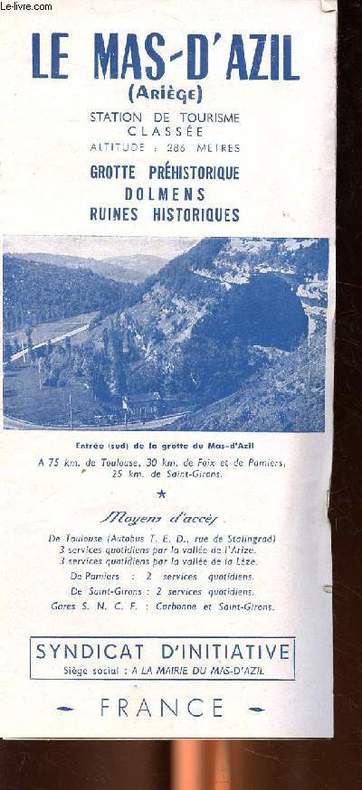 Le-livre.com
LE MAS-D'AZIL
(ARIÈGE)
STATION DE TOURISME
CLASSÉE
ALTITUDE : 286 METRES
GROTTE PRÉHISTORIQUE
DOLMENS
RUINES HISTORIQUES
Entrée (sud) de la grotte du Mas-d'Azil
A 75 km. de Toulouse, 30 km. de Foix et de Pamiers,
25 km. de Saint-Girons.
Moyens d'accès
De Toulouse (Autobus T. E. D., rue de Stalingrad)
3 services quotidiens par la vallée de l'Arize.
3 services quotidiens par la vallée de la Lèze.
De Pamiers : 2 services quotidiens.
De Saint-Girons : 2 services quotidiens.
Gares S. N. C. F. : Carbonne et Saint-Girons.
SYNDICAT D'INITIATIVE
Siège social : A LA MAIRIE DU MAS-D'AZIL
- FRANCE -